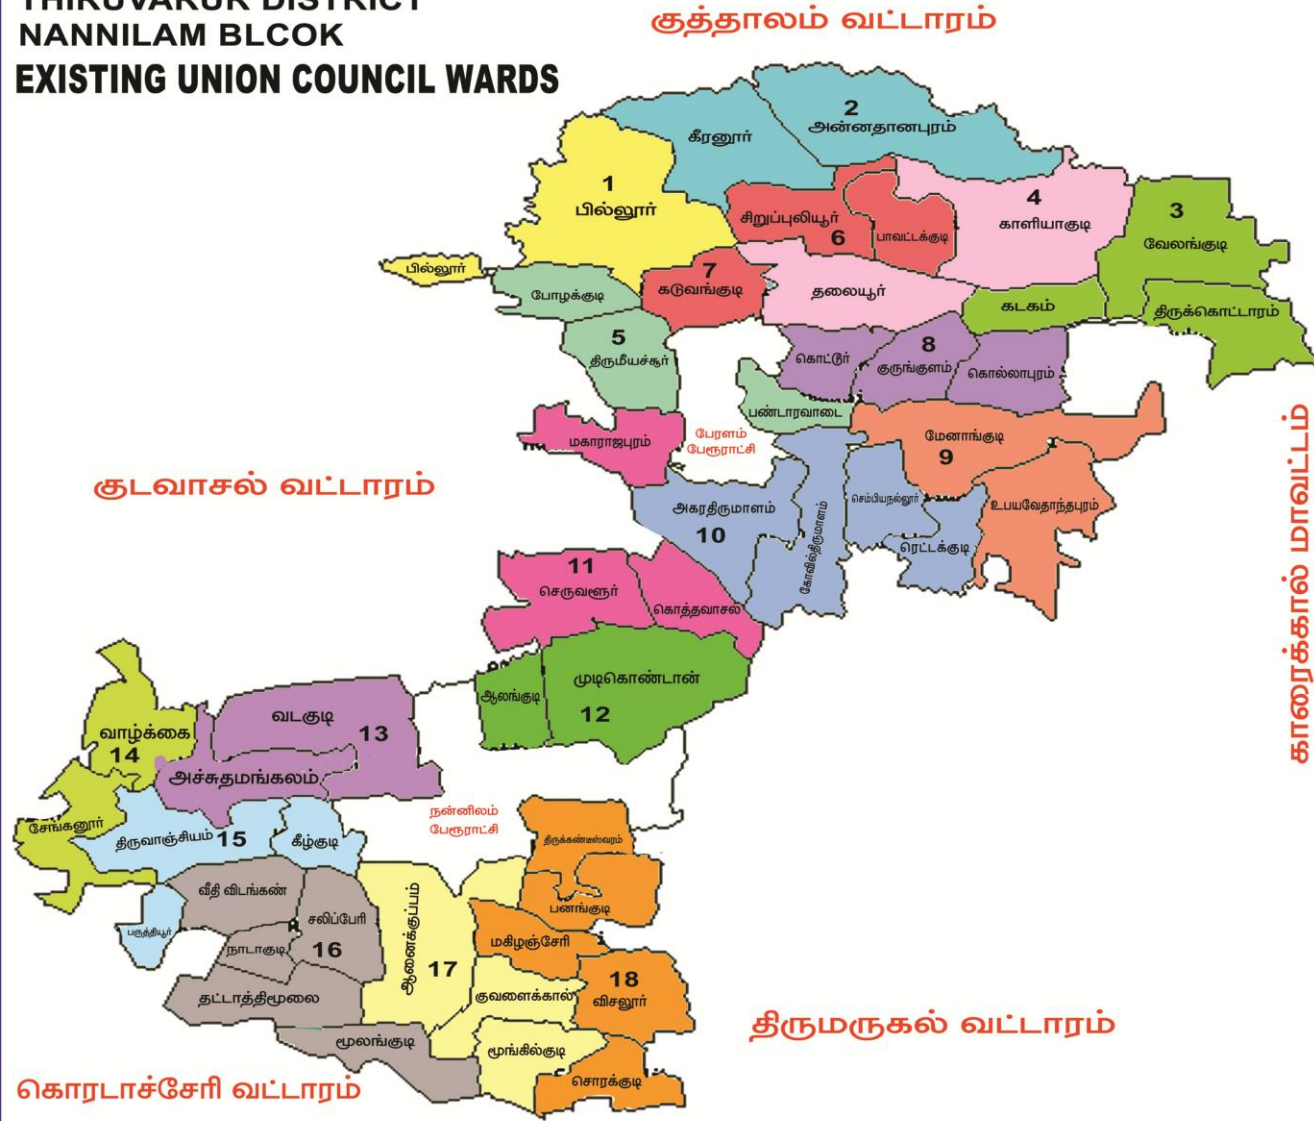 THIRUVARUR DISTRICT
NANNILAM BLCOK
EXISTING UNION COUNCIL WARDS
குத்தாலம் வட்டாரம்
2
அன்னதானபுரம்
கீரனூர்
1
பில்லூர்
4
காளியாகுடி
3
வேலங்குடி
சிறுபுலியூர்
6
பாவட்டக்குடி
பில்லூர்
7
கடுவங்குடி
போழக்குடி
தலையூர்
கடகம்
திருக்கொட்டாரம்
5
திருமீயச்சூர்
கொட்டூர்
8
குருங்குளம்
கொல்லாபுரம்
பண்டாரவாடை
மகாராஜபுரம்
பேரளம்
பேரூராட்சி
மேனாங்குடி
9
குடவாசல் வட்டாரம்
காரைக்கால் மாவட்டம்
அகரதிருமாளம்
10
கோவில்திருமாளம்
செம்பியநல்லூர்
உபயவேதாந்தபுரம்
ரெட்டக்குடி
11
செருவளூர்
கொத்தவாசல்
முடிகொண்டான்
12
ஆலங்குடி
வடகுடி
13
வாழ்க்கை
14
அச்சுதமங்கலம்
நன்னிலம்
பேரூராட்சி
சேங்கனூர்
திருவாஞ்சியம் 15
கீழ்குடி
திருக்கண்டீஸ்வரம்
வீதி விடங்கண்
சலிப்பேரி
ஆனைக்குப்பம்
பனங்குடி
பருத்தியூர்
நாடாகுடி
16
17
மகிழஞ்சேரி
18
விசலூர்
தட்டாத்திமூலை
குவளைக்கால்
மூலங்குடி
மூங்கில்குடி
சொரக்குடி
திருமருகல் வட்டாரம்
கொரடாச்சேரி வட்டாரம்